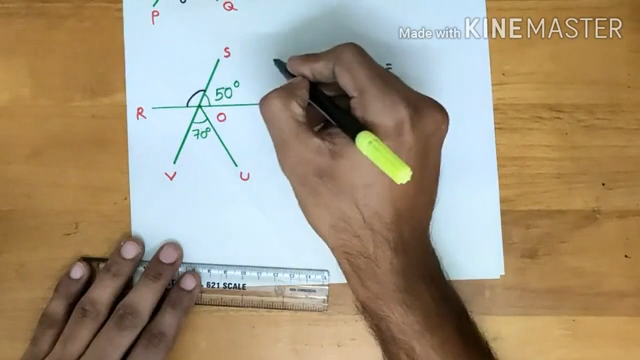 Made with KINEMASTER
P Q
S
50°
R O
=
70°
V U
621 SCALE